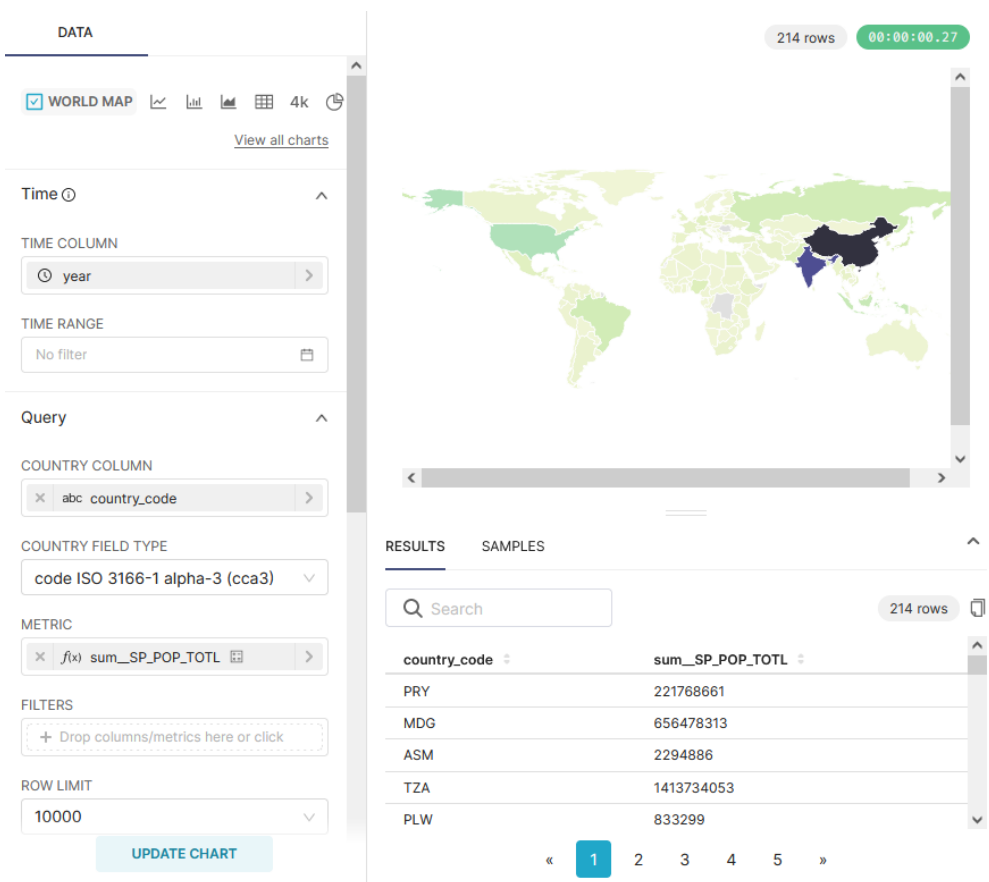 DATA
214 rows
00:00:00.27
WORLD MAP
4k
View all charts
Time
TIME COLUMN
year
TIME RANGE
No filter
Query
COUNTRY COLUMN
abc country_code
COUNTRY FIELD TYPE
code ISO 3166-1 alpha-3 (cca3)
METRIC
f(x) sum__SP_POP_TOTL
FILTERS
+ Drop columns/metrics here or click
ROW LIMIT
10000
UPDATE CHART
RESULTS SAMPLES
Search
214 rows
country_code sum__SP_POP_TOTL
PRY 221768661
MDG 656478313
ASM 2294886
TZA 1413734053
PLW 833299
« 1 2 3 4 5 »